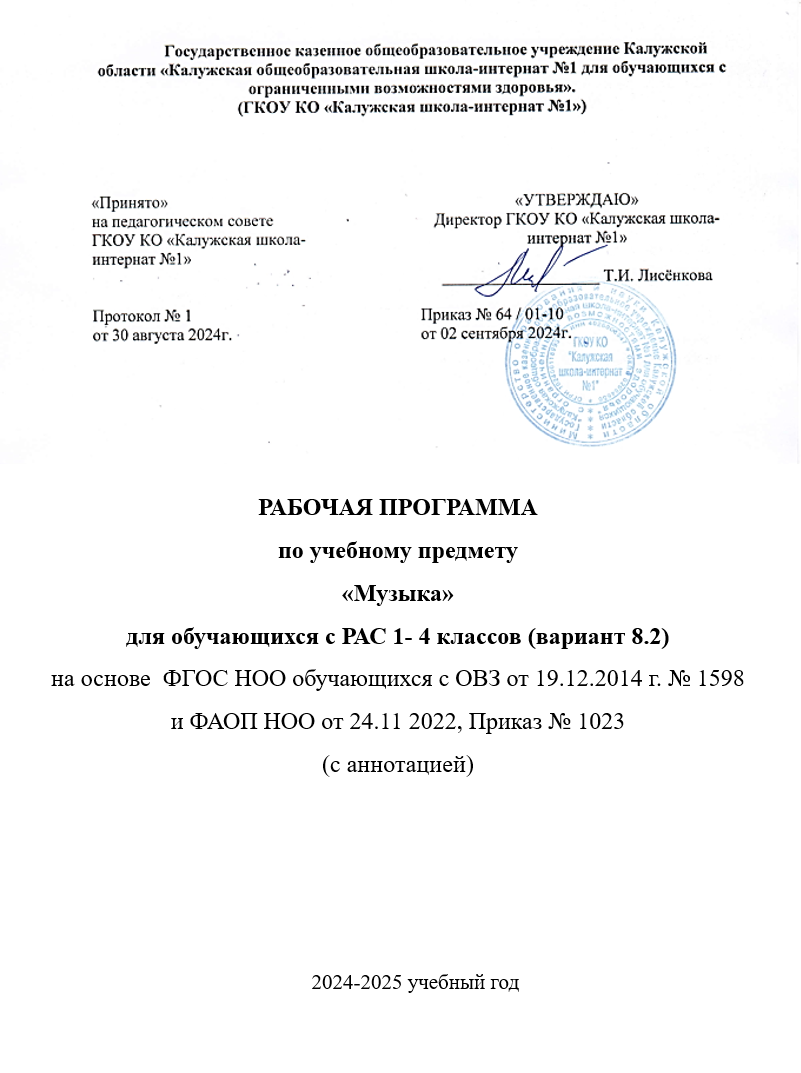 Государственное казенное общеобразовательное учреждение Калужской
области «Калужская общеобразовательная школа-интернат №1 для обучающихся с
ограниченными возможностями здоровья».
(ГКОУ КО «Калужская школа-интернат №1»)
«Принято»
на педагогическом совете
ГКОУ КО «Калужская школа-
интернат №1»
Протокол № 1
от 30 августа 2024г.
«УТВЕРЖДАЮ»
Директор ГКОУ КО «Калужская школа-
интернат №1»
Т.И. Лисёнкова
Приказ № 64 / 01-10
от 02 сентября 2024г.
ГКОУ КО
"Калужская
школа-интернат
№1"
РАБОЧАЯ ПРОГРАММА
по учебному предмету
«Музыка»
для обучающихся с РАС 1- 4 классов (вариант 8.2)
на основе ФГОС НОО обучающихся с ОВЗ от 19.12.2014 г. № 1598
и ФАОП НОО от 24.11 2022, Приказ № 1023
(с аннотацией)
2024-2025 учебный год